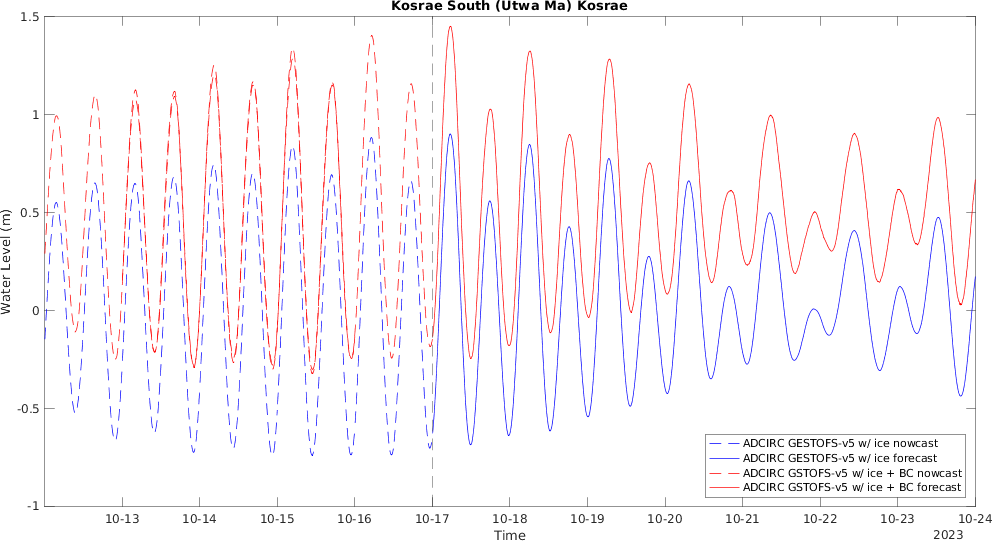 Kosrae South (Utwa Ma) Kosrae
1.5
1
0.5
0
-0.5
-1
Water Level (m)
10-13
10-14
10-15
10-16
10-17
10-18
10-19
10-20
10-21
10-22
10-23
10-24
Time
2023
ADCIRC GESTOFS-v5 w/ ice nowcast
ADCIRC GESTOFS-v5 w/ ice forecast
ADCIRC GSTOFS-v5 w/ ice + BC nowcast
ADCIRC GSTOFS-v5 w/ ice + BC forecast